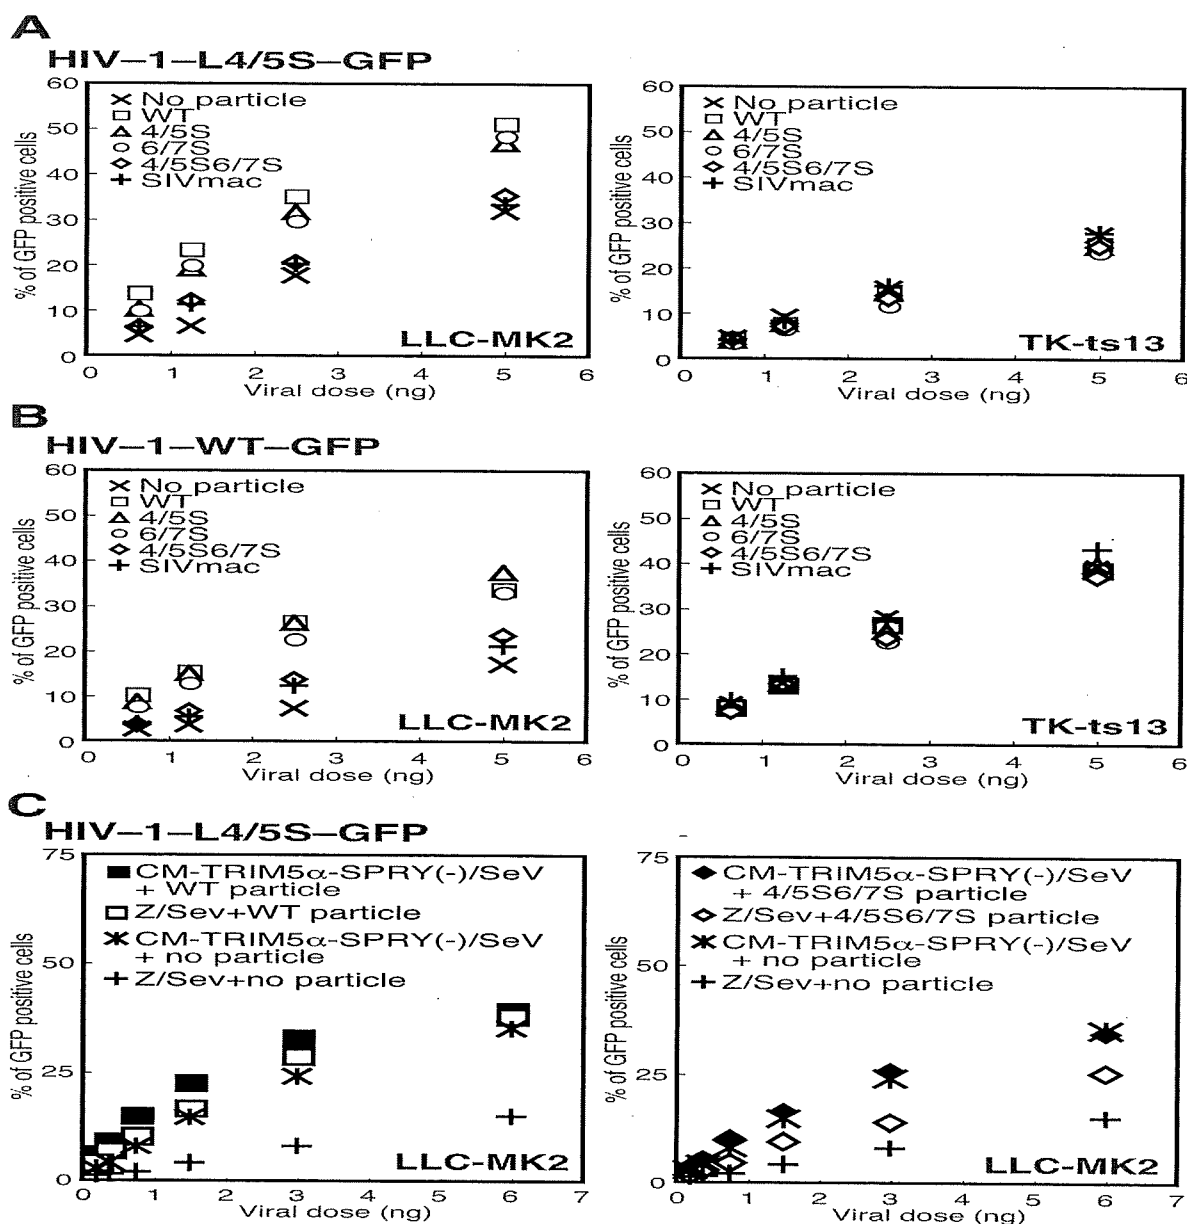 A
HIV–1–L4/5S–GFP
60
50
40
30
20
10
0
% of GFP positive cells
No particle
WT
4/5S
6/7S
4/5S6/7S
SIVmac
LLC-MK2
0 1 2 3 4 5 6
Viral dose (ng)
60
50
40
30
20
10
0
% of GFP positive cells
No particle
WT
4/5S
6/7S
4/5S6/7S
SIVmac
TK-ts13
0 1 2 3 4 5 6
Viral dose (ng)
B
HIV–1–WT–GFP
60
50
40
30
20
10
0
% of GFP positive cells
No particle
WT
4/5S
6/7S
4/5S6/7S
SIVmac
LLC-MK2
0 1 2 3 4 5 6
Viral dose (ng)
60
50
40
30
20
10
0
% of GFP positive cells
No particle
WT
4/5S
6/7S
4/5S6/7S
SIVmac
TK-ts13
0 1 2 3 4 5 6
Viral dose (ng)
C
HIV–1–L4/5S–GFP
75
50
25
0
% of GFP positive cells
CM-TRIM5α-SPRY(-)/SeV
+ WT particle
Z/Sev+WT particle
CM-TRIM5α-SPRY(-)/SeV
+ no particle
Z/Sev+no particle
LLC-MK2
0 1 2 3 4 5 6 7
Viral dose (ng)
75
50
25
0
% of GFP positive cells
CM-TRIM5α-SPRY(-)/SeV
+ 4/5S6/7S particle
Z/Sev+4/5S6/7S particle
CM-TRIM5α-SPRY(-)/SeV
+ no particle
Z/Sev+no particle
LLC-MK2
0 1 2 3 4 5 6 7
Viral dose (ng)